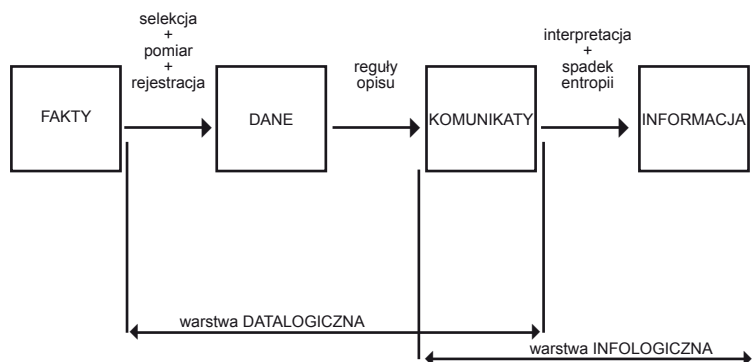 selekcja
+
pomiar
+
rejestracja
reguły
opisu
interpretacja
+
spadek
entropii
FAKTY
DANE
KOMUNIKATY
INFORMACJA
warstwa DATALOGICZNA
warstwa INFOLOGICZNA